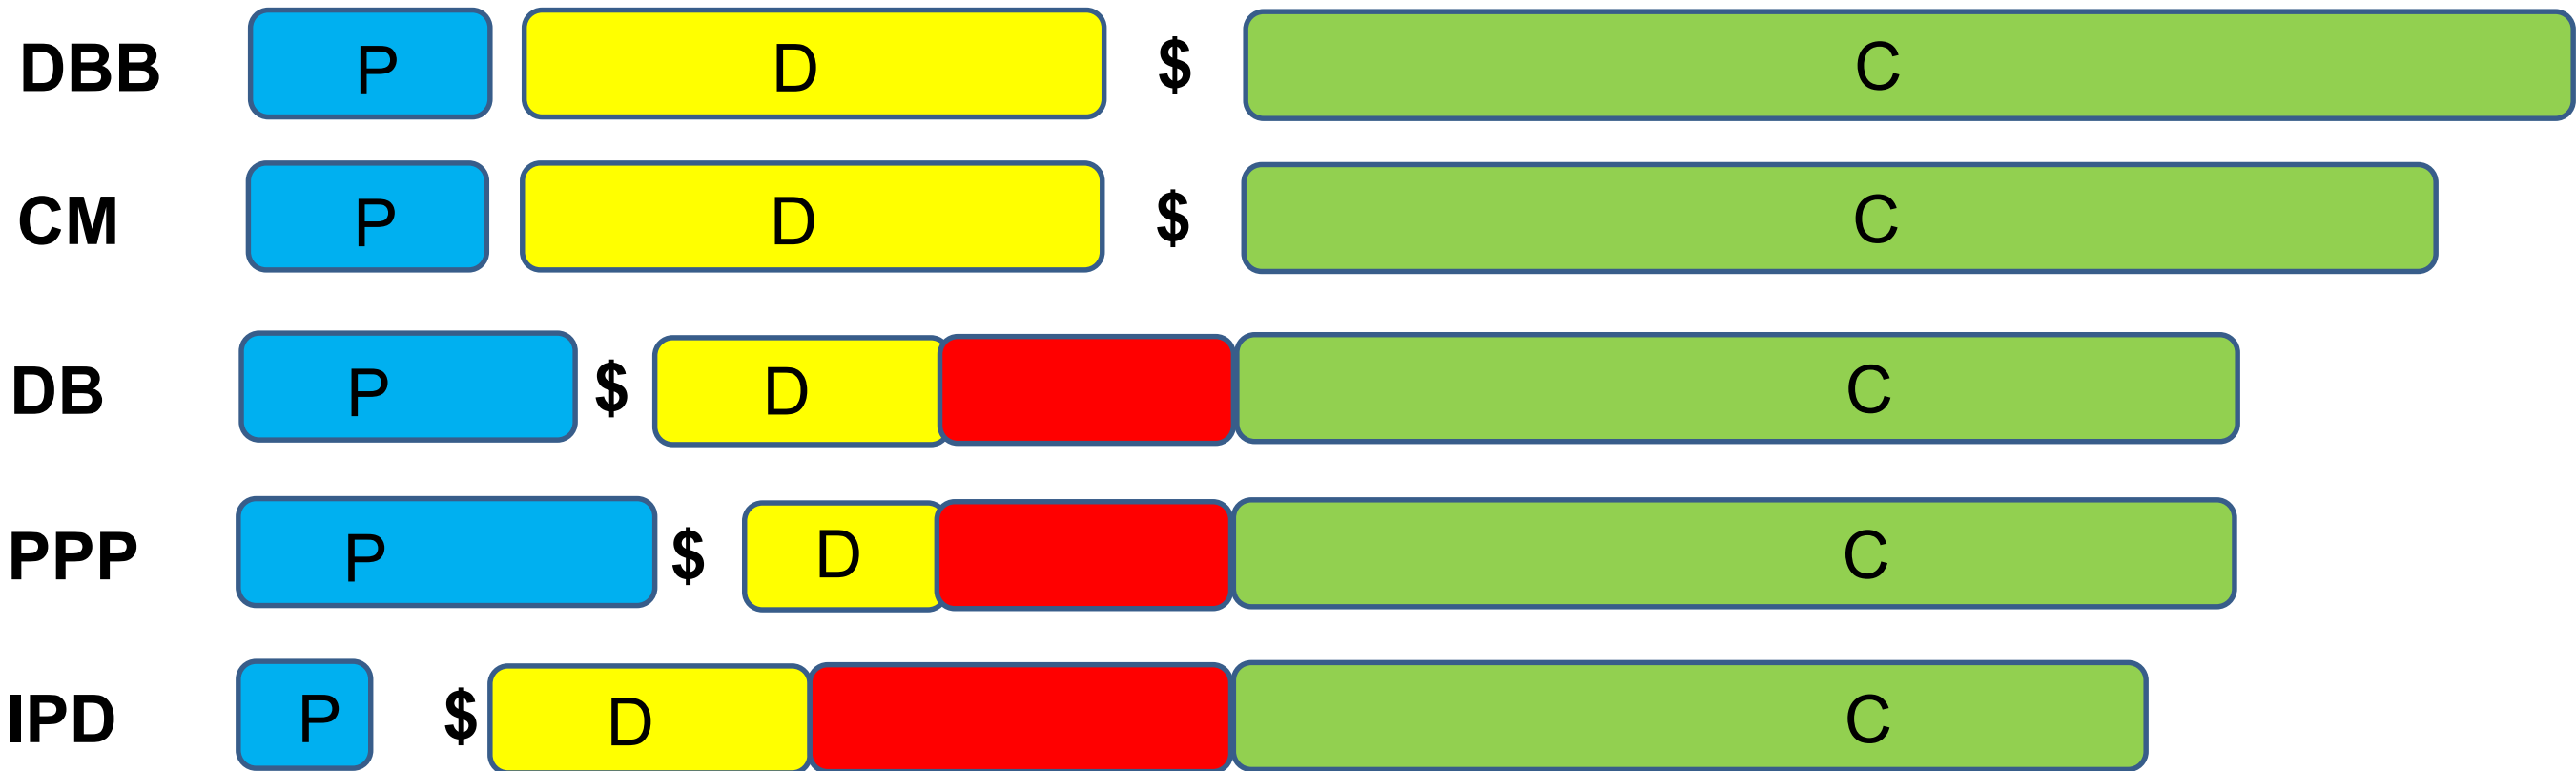 DBB P D $ C
CM P D $ C
DB P $ D C
PPP P $ D C
IPD P $ D C